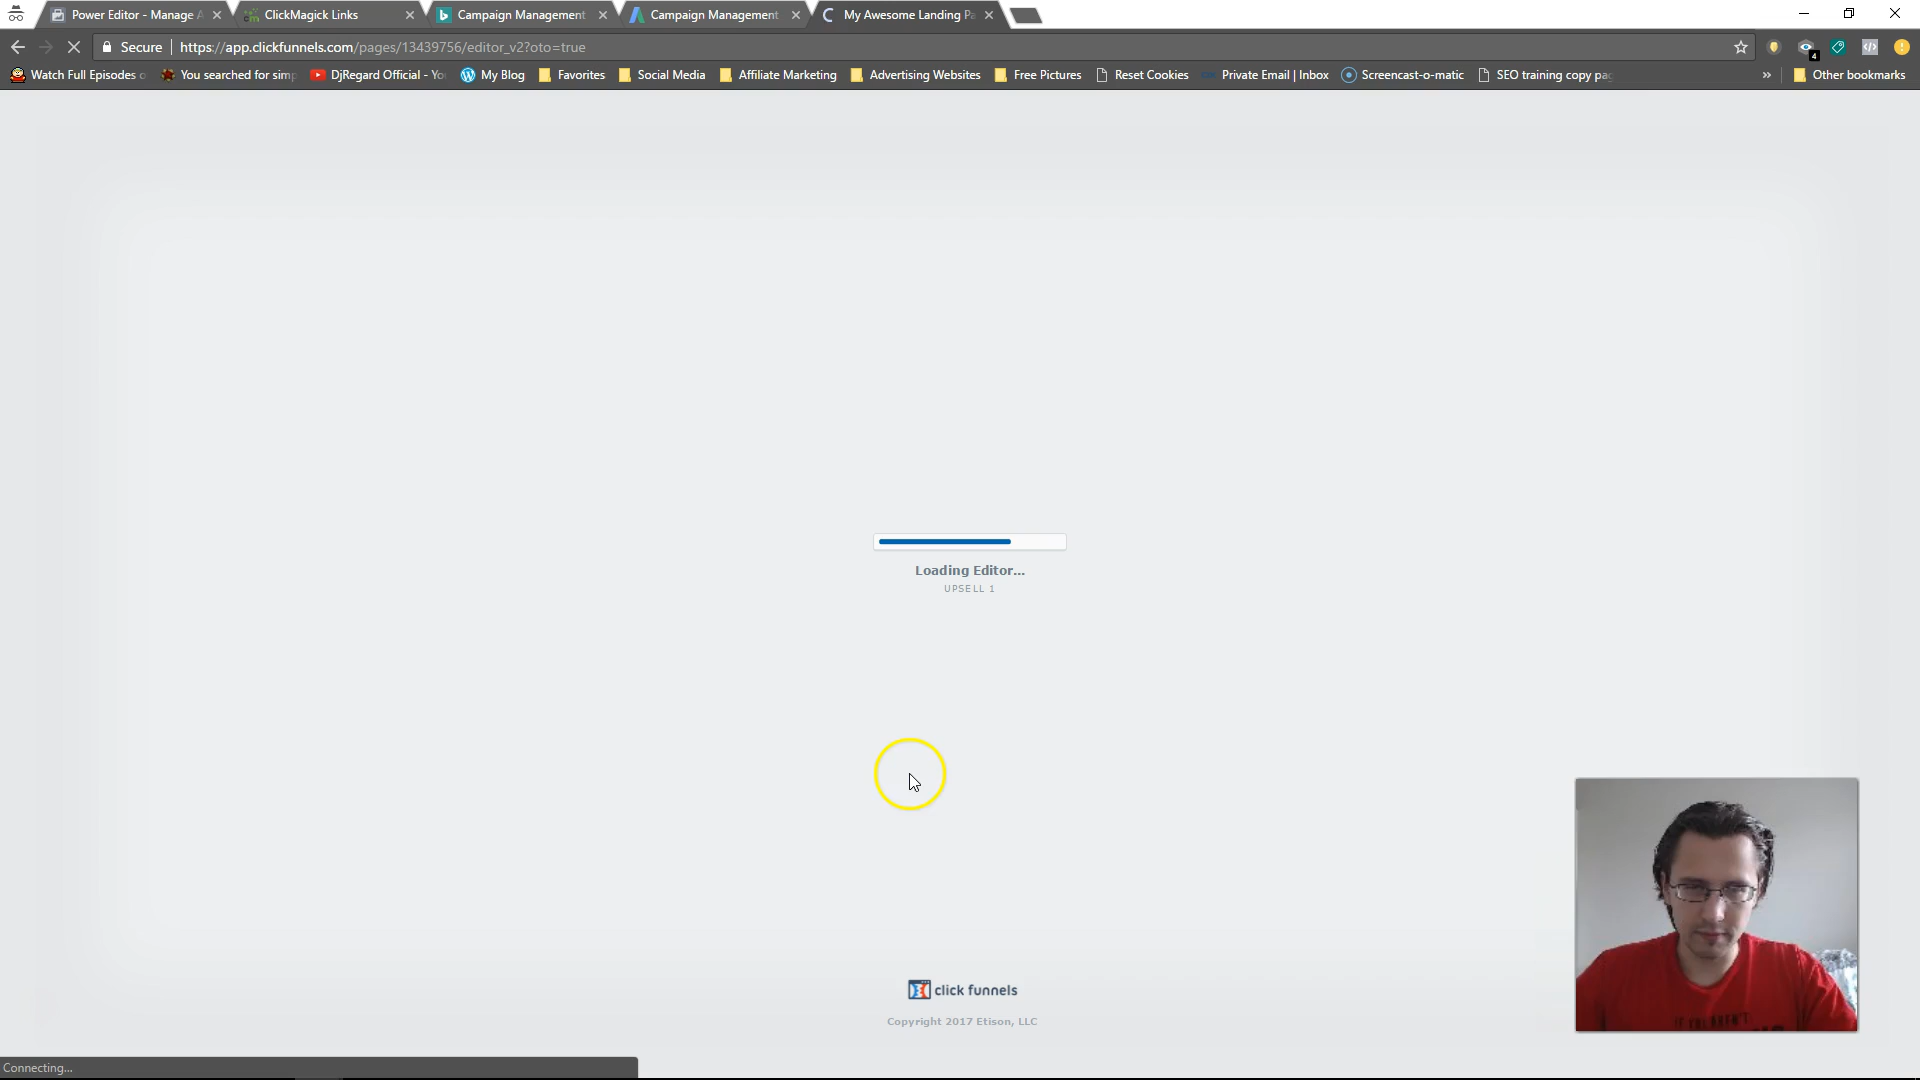 Power Editor - Manage A
ClickMagick Links
Campaign Management
Campaign Management
My Awesome Landing Pa
Secure
https://app.clickfunnels.com/pages/13439756/editor_v2?oto=true
4
Watch Full Episodes o
You searched for simp
DjRegard Official - Yo
My Blog
Favorites
Social Media
Affiliate Marketing
Advertising Websites
Free Pictures
Reset Cookies
Private Email | Inbox
Screencast-o-matic
SEO training copy pag
»
Other bookmarks
Loading Editor...
UPSELL 1
click funnels
Copyright 2017 Etison, LLC
Connecting...